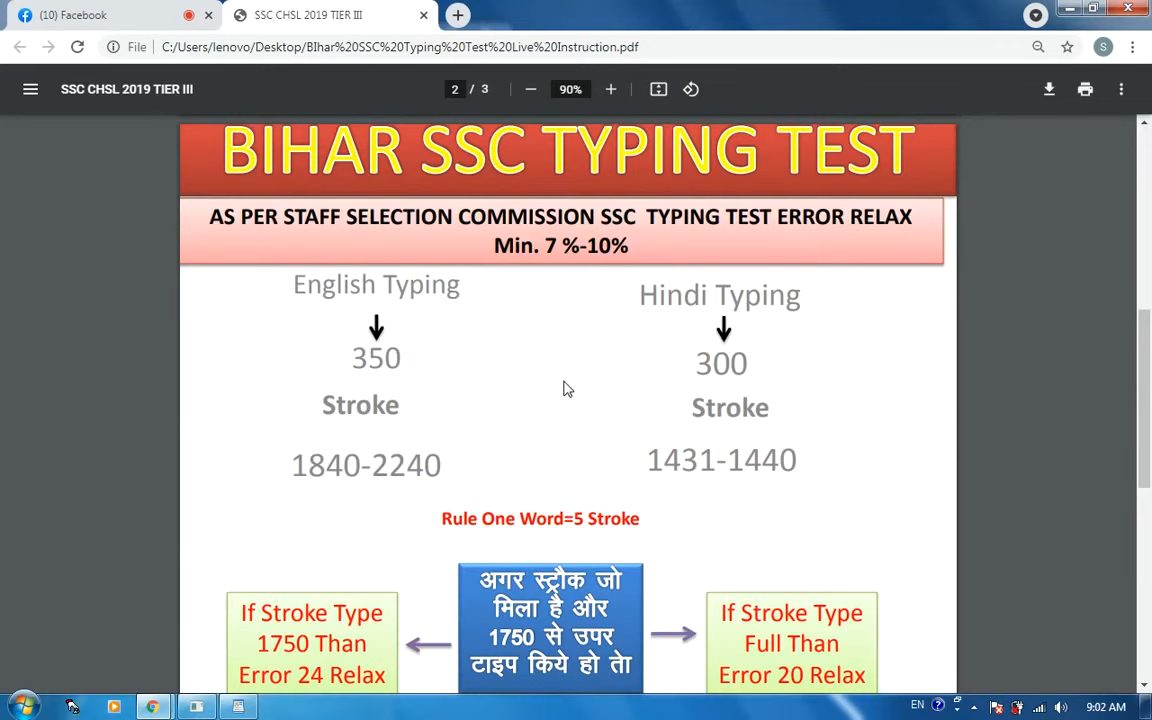 (10) Facebook
SSC CHSL 2019 TIER III
File
C:/Users/lenovo/Desktop/BIhar%20SSC%20Typing%20Test%20Live%20Instruction.pdf
S
SSC CHSL 2019 TIER III
2 / 3
90%
BIHAR SSC TYPING TEST
AS PER STAFF SELECTION COMMISSION SSC TYPING TEST ERROR RELAX
Min. 7 %-10%
English Typing
Hindi Typing
350
300
Stroke
Stroke
1840-2240
1431-1440
Rule One Word=5 Stroke
If Stroke Type
1750 Than
Error 24 Relax
अगर स्ट्रौक जो
मिला है और
1750 से उपर
टाइप किये हो तेा
If Stroke Type
Full Than
Error 20 Relax
EN
9:02 AM